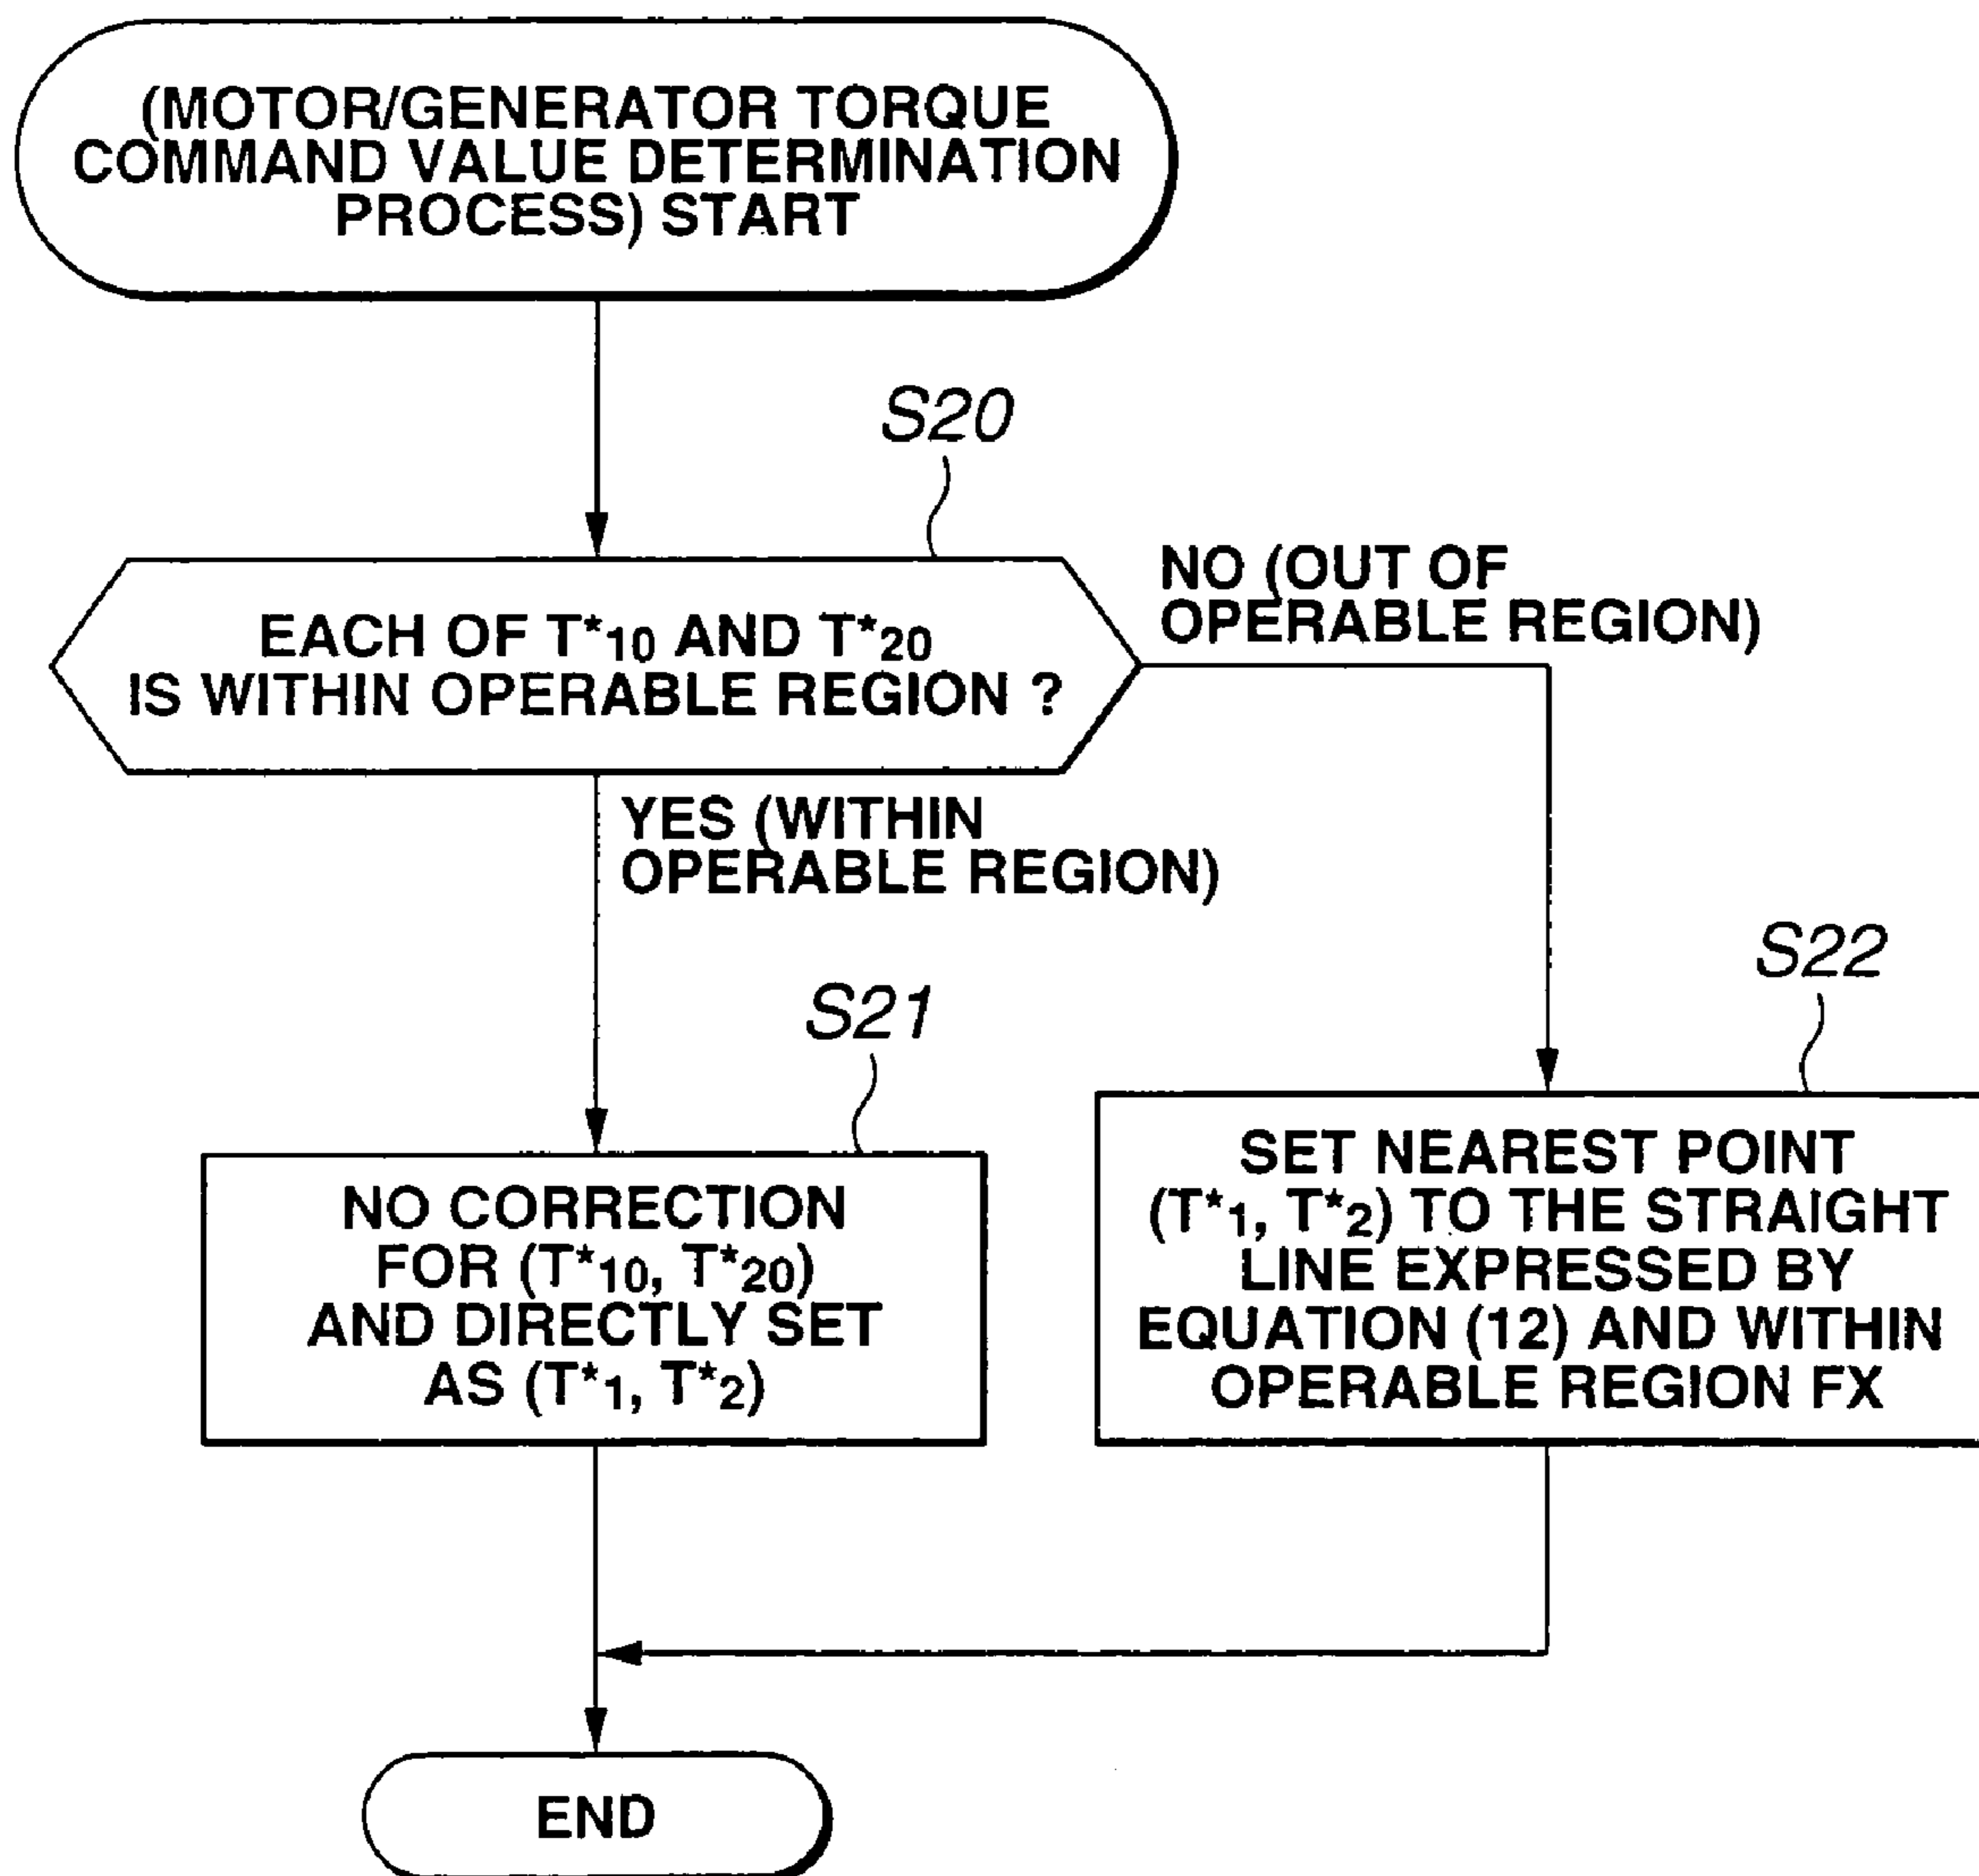 (MOTOR/GENERATOR TORQUE
COMMAND VALUE DETERMINATION
PROCESS) START
S20
EACH OF T*10 AND T*20
IS WITHIN OPERABLE REGION ?
NO (OUT OF
OPERABLE REGION)
YES (WITHIN
OPERABLE REGION)
S21
NO CORRECTION
FOR (T*10, T*20)
AND DIRECTLY SET
AS (T*1, T*2)
S22
SET NEAREST POINT
(T*1, T*2) TO THE STRAIGHT
LINE EXPRESSED BY
EQUATION (12) AND WITHIN
OPERABLE REGION FX
END